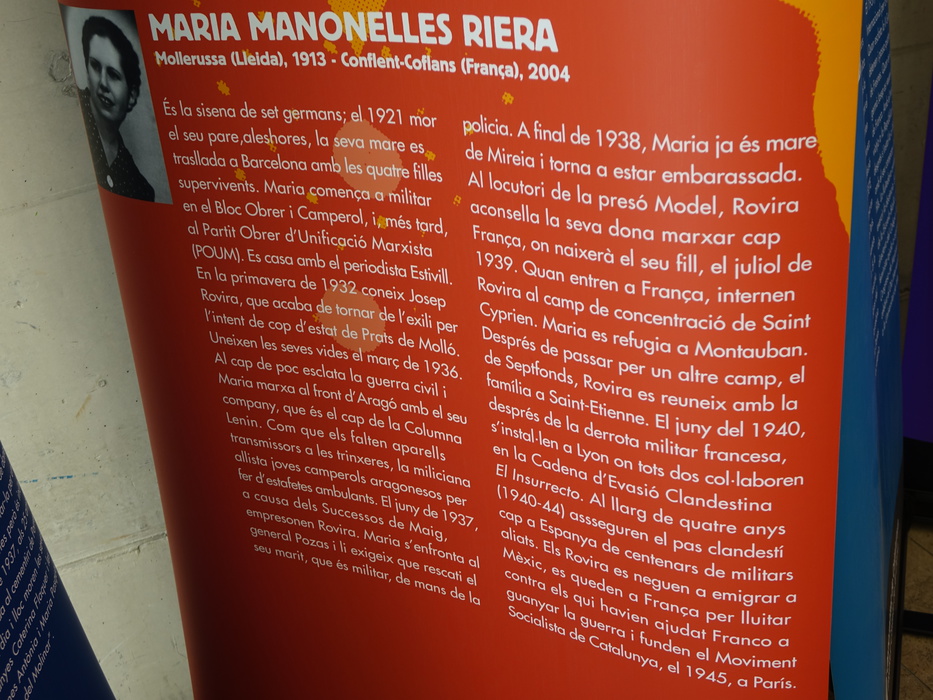 MARIA MANONELLES RIERA
Mollerussa (Lleida), 1913 - Conflent-Coflans (França), 2004
És la sisena de set germans; el 1921 mor
el seu pare,aleshores, la seva mare es
trasllada a Barcelona amb les quatre filles
supervivents. Maria comença a militar
en el Bloc Obrer i Camperol, i, més tard,
al Partit Obrer d'Unificació Marxista
(POUM). Es casa amb el periodista Estivill.
En la primavera de 1932 coneix Josep
Rovira, que acaba de tornar de l'exili per
l'intent de cop d'estat de Prats de Molló.
Uneixen les seves vides el març de 1936.
Al cap de poc esclata la guerra civil i
Maria marxa al front d'Aragó amb el seu
company, que és el cap de la Columna
Lenin. Com que els falten aparells
transmissors a les trinxeres, la miliciana
allista joves camperols aragonesos per
fer d'estafetes ambulants. El juny de 1937,
a causa dels Successos de Maig,
empresonen Rovira. Maria s'enfronta al
general Pozas i li exigeix que rescati el
seu marit, que és militar, de mans de la
policia. A final de 1938, Maria ja és mare
de Mireia i torna a estar embarassada.
Al locutori de la presó Model, Rovira
aconsella la seva dona marxar cap
França, on naixerà el seu fill, el juliol de
1939. Quan entren a França, internen
Rovira al camp de concentració de Saint
Cyprien. Maria es refugia a Montauban.
Després de passar per un altre camp, el
de Septfonds, Rovira es reuneix amb la
família a Saint-Etienne. El juny del 1940,
després de la derrota militar francesa,
s'instal·len a Lyon on tots dos col·laboren
en la Cadena d'Evasió Clandestina
El Insurrecto. Al llarg de quatre anys
(1940-44) assseguren el pas clandestí
cap a Espanya de centenars de militars
aliats. Els Rovira es neguen a emigrar a
Mèxic, es queden a França per lluitar
contra els qui havien ajudat Franco a
guanyar la guerra i funden el Moviment
Socialista de Catalunya, el 1945, a París.